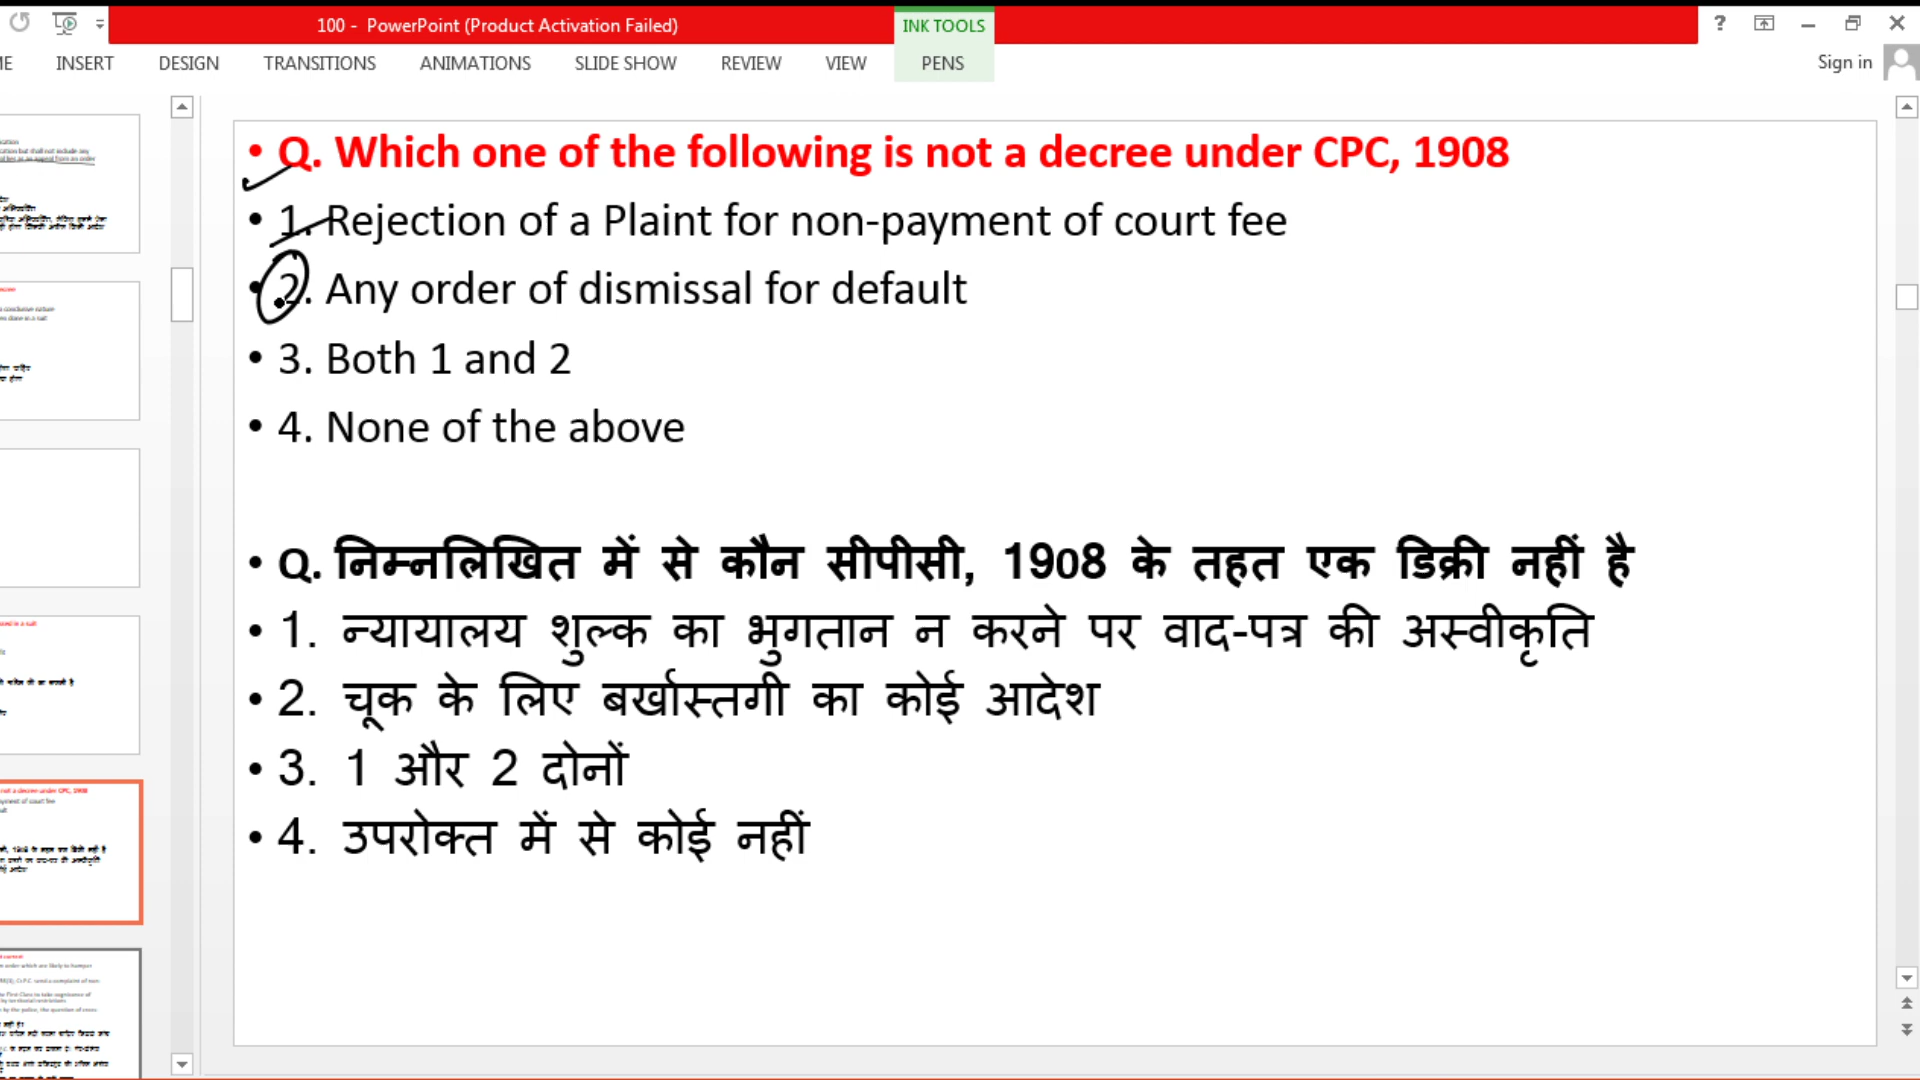 100 - PowerPoint (Product Activation Failed)
INK TOOLS
INSERT DESIGN TRANSITIONS ANIMATIONS SLIDE SHOW REVIEW VIEW PENS
Sign in
• Q. Which one of the following is not a decree under CPC, 1908
• 1. Rejection of a Plaint for non-payment of court fee
• 2. Any order of dismissal for default
• 3. Both 1 and 2
• 4. None of the above
• Q. निम्नलिखित में से कौन सीपीसी, 1908 के तहत एक डिक्री नहीं है
• 1. न्यायालय शुल्क का भुगतान न करने पर वाद-पत्र की अस्वीकृति
• 2. चूक के लिए बर्खास्तगी का कोई आदेश
• 3. 1 और 2 दोनों
• 4. उपरोक्त में से कोई नहीं